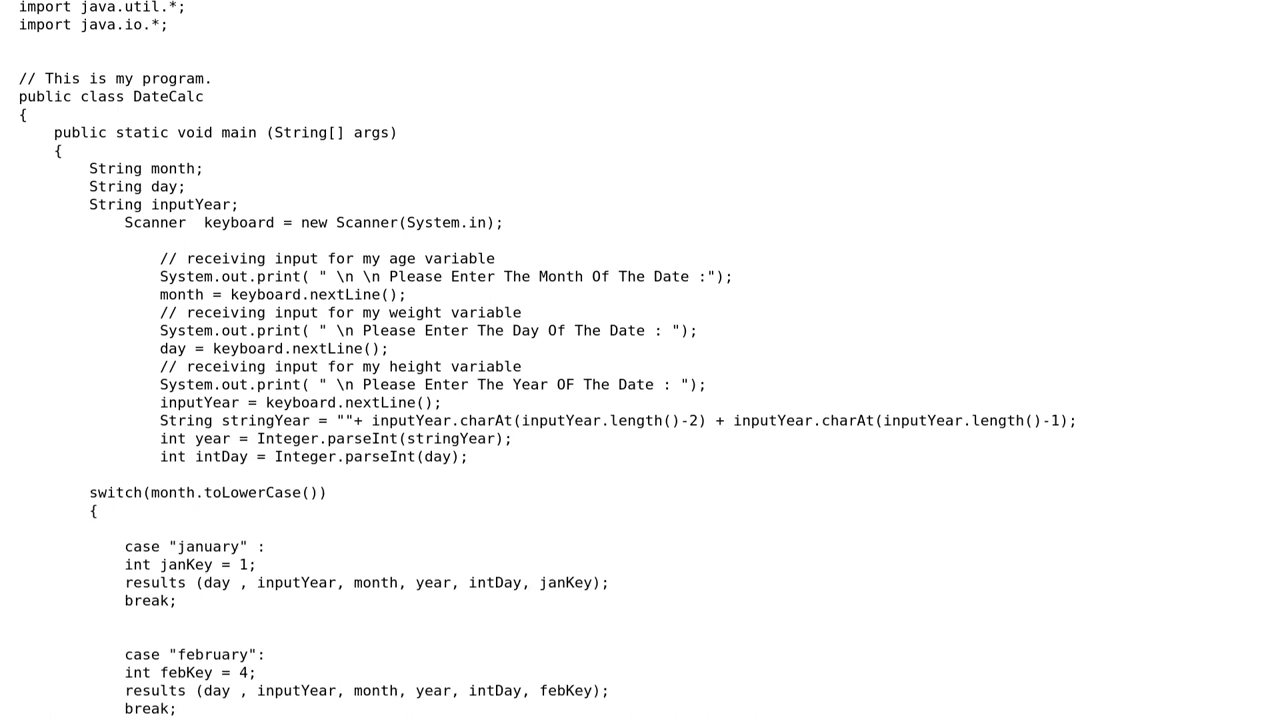 import java.util.*;
import java.io.*;
// This is my program.
public class DateCalc
{
    public static void main (String[] args)
    {
        String month;
        String day;
        String inputYear;
            Scanner  keyboard = new Scanner(System.in);
                // receiving input for my age variable
                System.out.print( " \n \n Please Enter The Month Of The Date :");
                month = keyboard.nextLine();
                // receiving input for my weight variable
                System.out.print( " \n Please Enter The Day Of The Date : ");
                day = keyboard.nextLine();
                // receiving input for my height variable
                System.out.print( " \n Please Enter The Year OF The Date : ");
                inputYear = keyboard.nextLine();
                String stringYear = ""+ inputYear.charAt(inputYear.length()-2) + inputYear.charAt(inputYear.length()-1);
                int year = Integer.parseInt(stringYear);
                int intDay = Integer.parseInt(day);
        switch(month.toLowerCase())
        {
            case "january" :
            int janKey = 1;
            results (day , inputYear, month, year, intDay, janKey);
            break;
            case "february":
            int febKey = 4;
            results (day , inputYear, month, year, intDay, febKey);
            break;